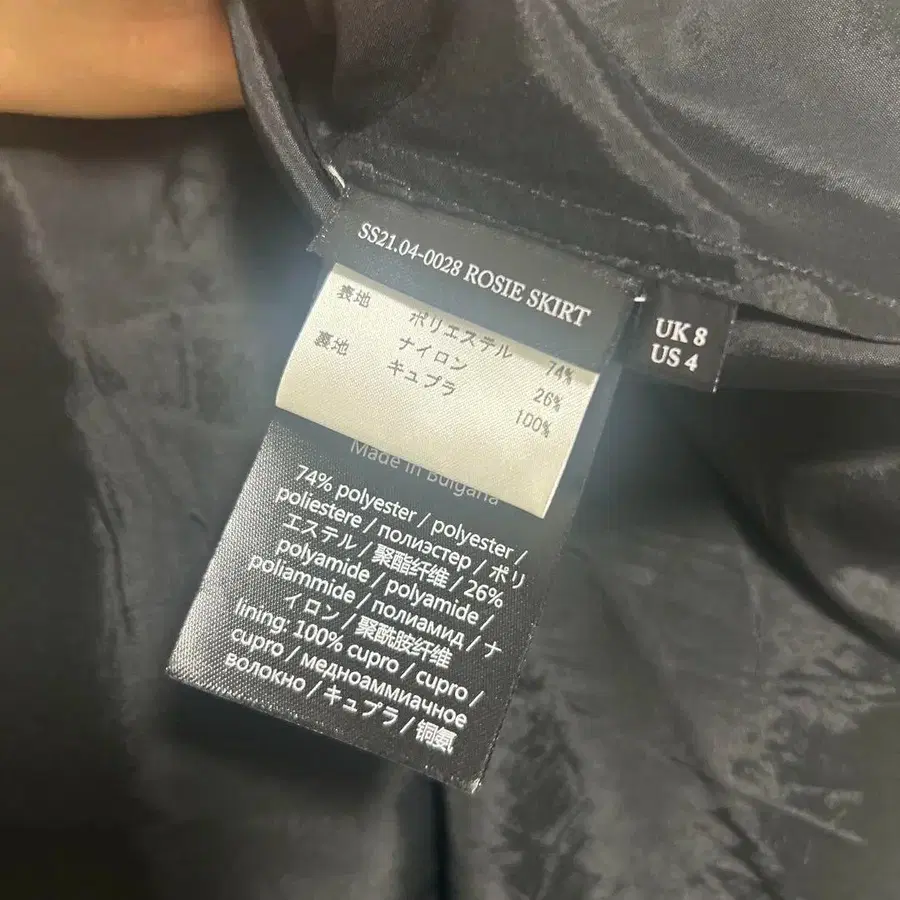 SS21.04-0028 ROSIE SKIRT
UK 8
US 4
表地 ポリエステル 74%
ナイロン 26%
裏地 キュプラ 100%
Made in Bulgaria
74% polyester / polyester /
poliestere / полиэстер / ポリ
エステル / 聚酯纤维 / 26%
polyamide / polyamide /
poliammide / полиамид / ナ
イロン / 聚酰胺纤维
lining: 100% cupro / cupro /
cupro / медноаммиачное
волокно / キュプラ / 铜氨